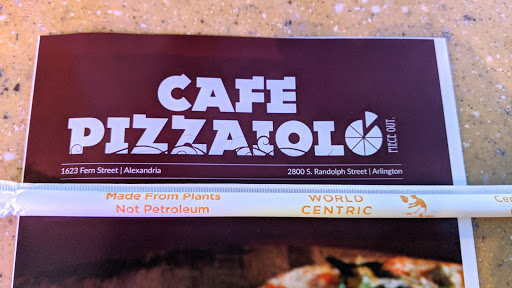 CAFE
PIZZAIOLO
PIECE OUT.
1623 Fern Street | Alexandria
2800 S. Randolph Street | Arlington
Made From Plants
Not Petroleum
WORLD
CENTRIC